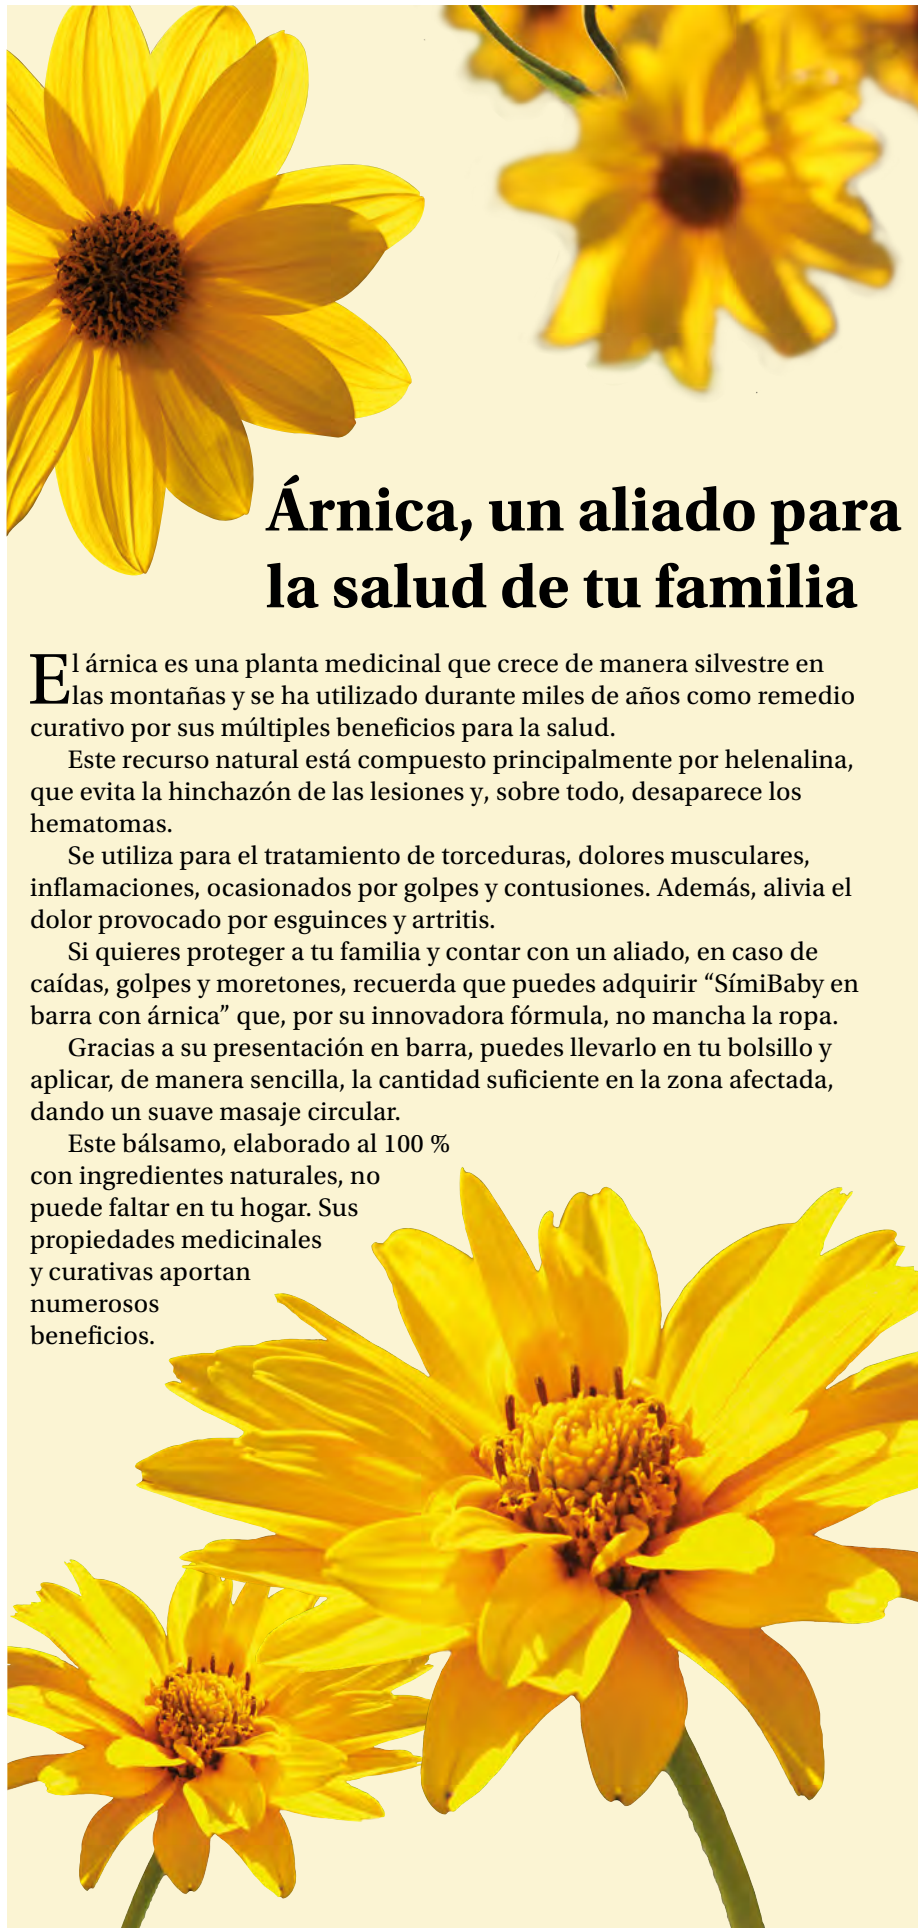 Árnica, un aliado para
la salud de tu familia
El árnica es una planta medicinal que crece de manera silvestre en
las montañas y se ha utilizado durante miles de años como remedio
curativo por sus múltiples beneficios para la salud.
Este recurso natural está compuesto principalmente por helenalina,
que evita la hinchazón de las lesiones y, sobre todo, desaparece los
hematomas.
Se utiliza para el tratamiento de torceduras, dolores musculares,
inflamaciones, ocasionados por golpes y contusiones. Además, alivia el
dolor provocado por esguinces y artritis.
Si quieres proteger a tu familia y contar con un aliado, en caso de
caídas, golpes y moretones, recuerda que puedes adquirir “SímiBaby en
barra con árnica” que, por su innovadora fórmula, no mancha la ropa.
Gracias a su presentación en barra, puedes llevarlo en tu bolsillo y
aplicar, de manera sencilla, la cantidad suficiente en la zona afectada,
dando un suave masaje circular.
Este bálsamo, elaborado al 100 %
con ingredientes naturales, no
puede faltar en tu hogar. Sus
propiedades medicinales
y curativas aportan
numerosos
beneficios.